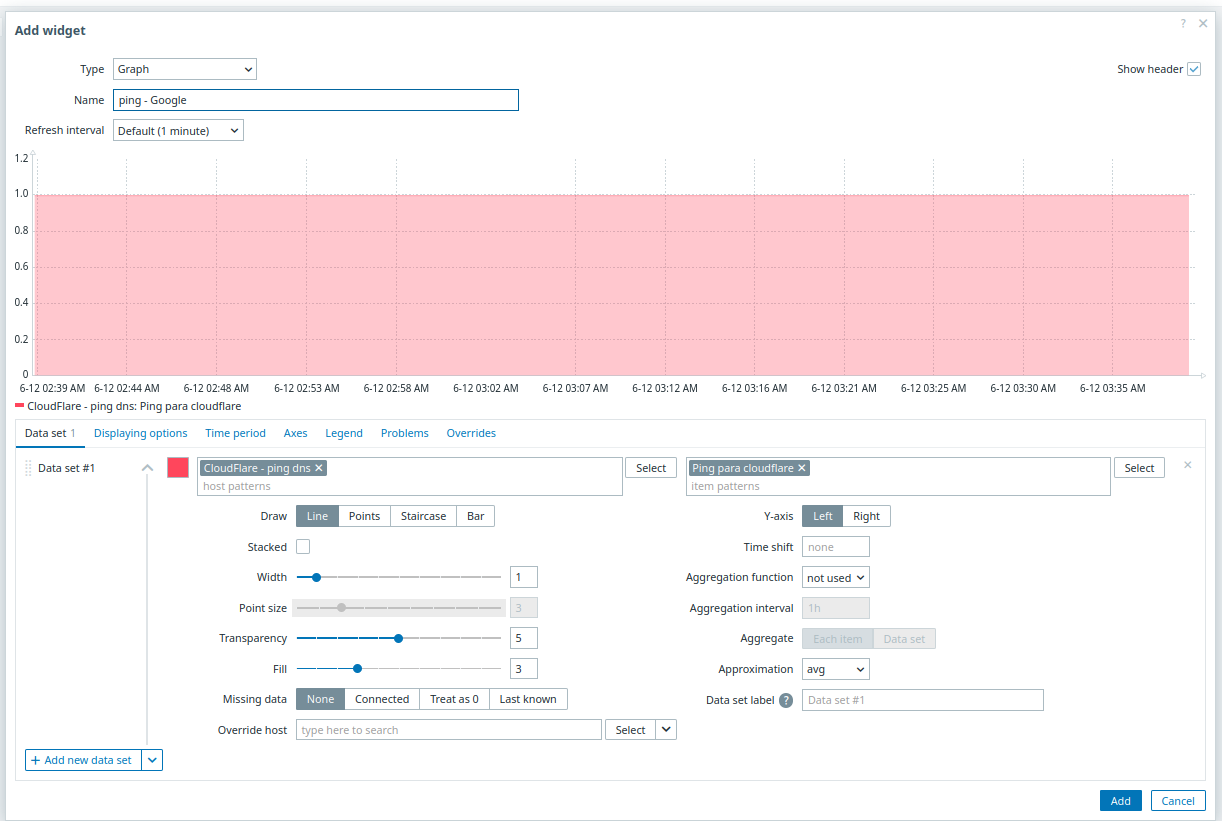 Add widget ? ×
Type Graph Show header
Name ping - Google
Refresh interval Default (1 minute)
1.2
1.0
0.8
0.6
0.4
0.2
0
6-12 02:39 AM 6-12 02:44 AM 6-12 02:48 AM 6-12 02:53 AM 6-12 02:58 AM 6-12 03:02 AM 6-12 03:07 AM 6-12 03:12 AM 6-12 03:16 AM 6-12 03:21 AM 6-12 03:25 AM 6-12 03:30 AM 6-12 03:35 AM
CloudFlare - ping dns: Ping para cloudflare
Data set 1 Displaying options Time period Axes Legend Problems Overrides
Data set #1 CloudFlare - ping dns × Select Ping para cloudflare × Select ×
host patterns item patterns
Draw Line Points Staircase Bar Y-axis Left Right
Stacked Time shift none
Width 1 Aggregation function not used
Point size 3 Aggregation interval 1h
Transparency 5 Aggregate Each item Data set
Fill 3 Approximation avg
Missing data None Connected Treat as 0 Last known Data set label ? Data set #1
Override host type here to search Select
+ Add new data set
Add Cancel